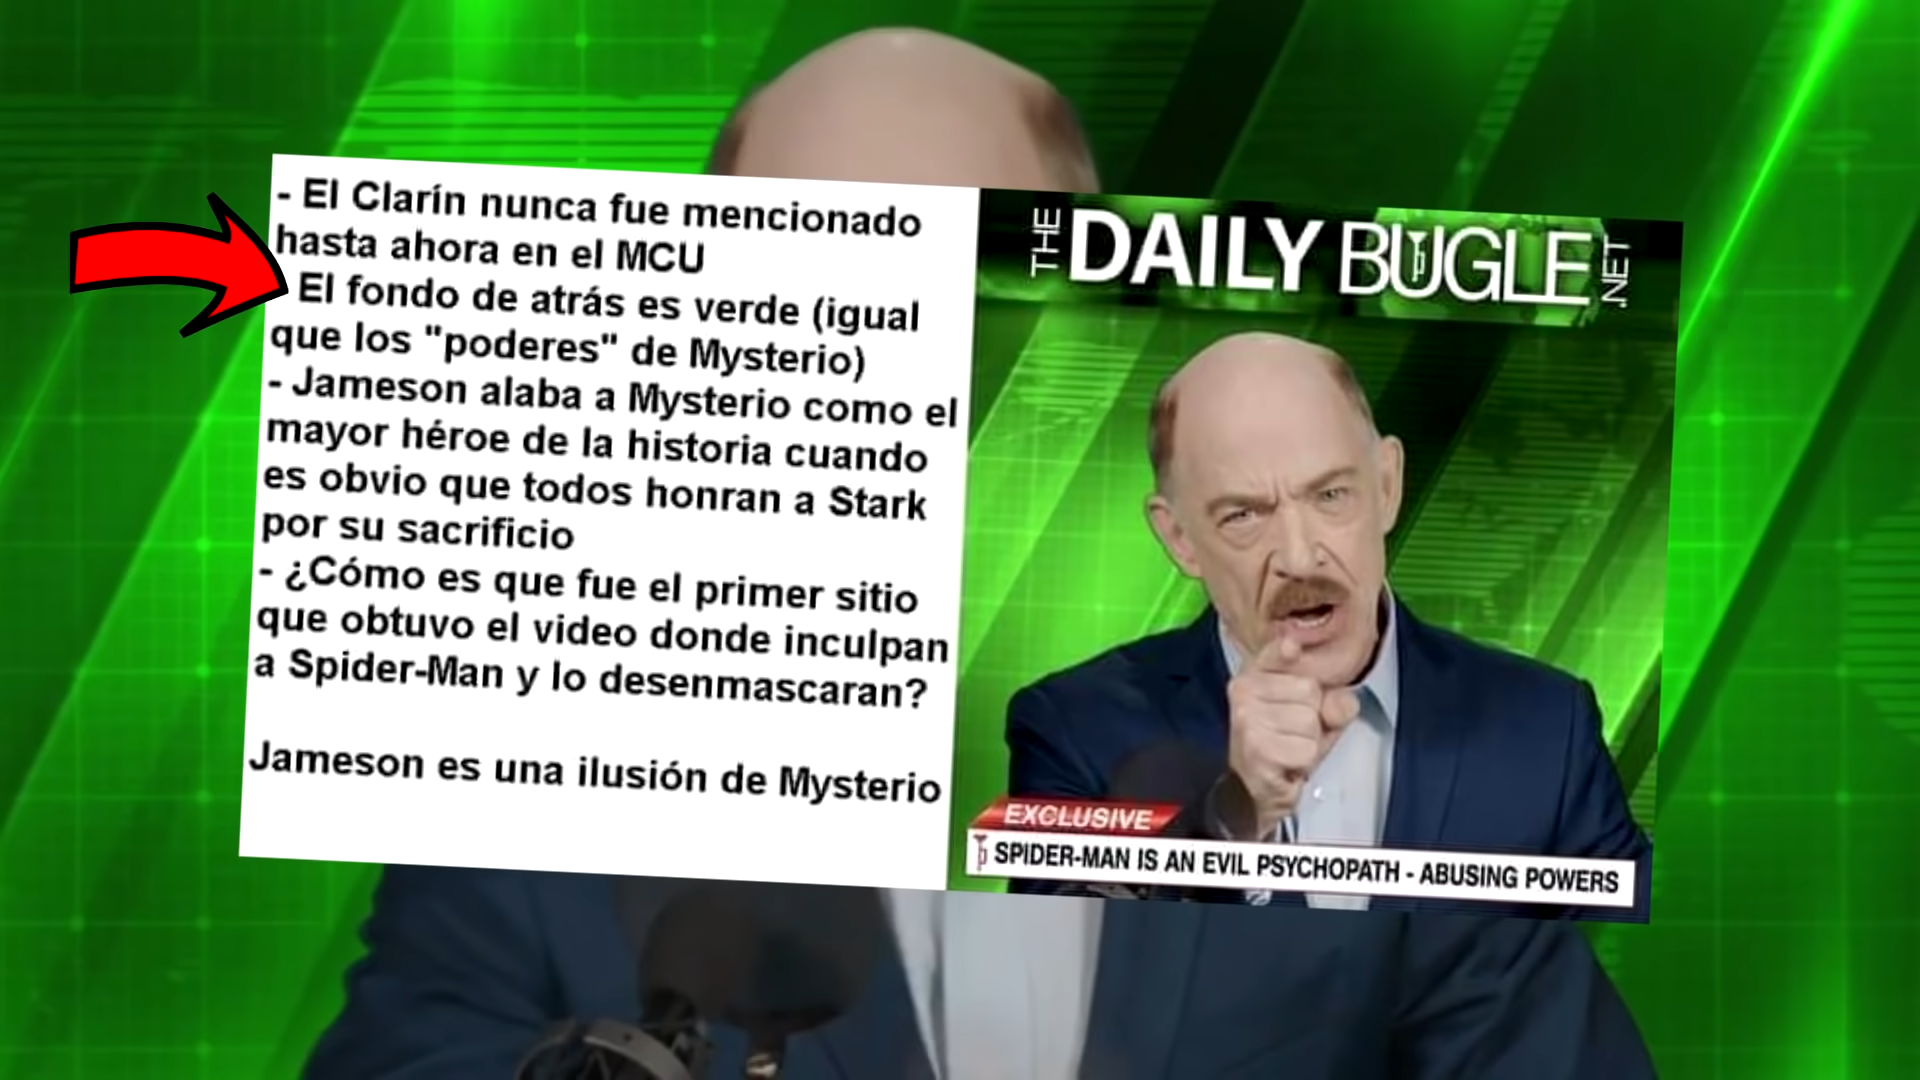 - El Clarín nunca fue mencionado
hasta ahora en el MCU
El fondo de atrás es verde (igual
que los "poderes" de Mysterio)
- Jameson alaba a Mysterio como el
mayor héroe de la historia cuando
es obvio que todos honran a Stark
por su sacrificio
- ¿Cómo es que fue el primer sitio
que obtuvo el video donde inculpan
a Spider-Man y lo desenmascaran?
Jameson es una ilusión de Mysterio
THE DAILY BUGLE .NET
EXCLUSIVE
SPIDER-MAN IS AN EVIL PSYCHOPATH - ABUSING POWERS